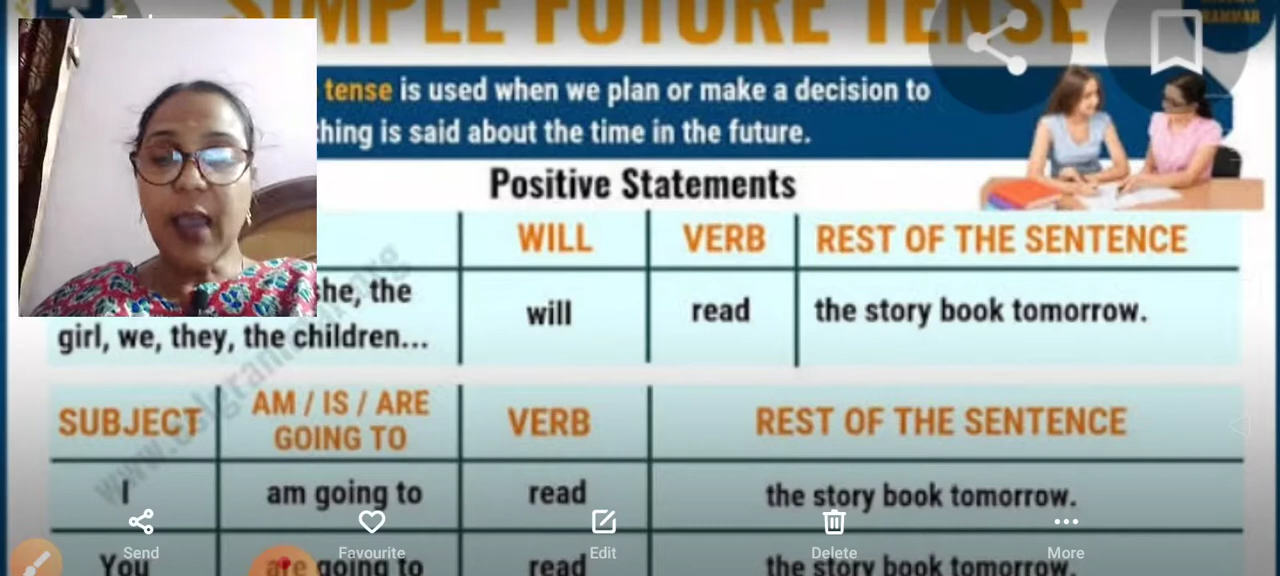 SIMPLE FUTURE TENSE
GRAMMAR
tense is used when we plan or make a decision to
thing is said about the time in the future.
Positive Statements
WILL VERB REST OF THE SENTENCE
she, the
girl, we, they, the children...
will read the story book tomorrow.
SUBJECT AM / IS / ARE GOING TO VERB REST OF THE SENTENCE
I am going to read the story book tomorrow.
You are going to read the story book tomorrow.
Send Favourite Edit Delete More